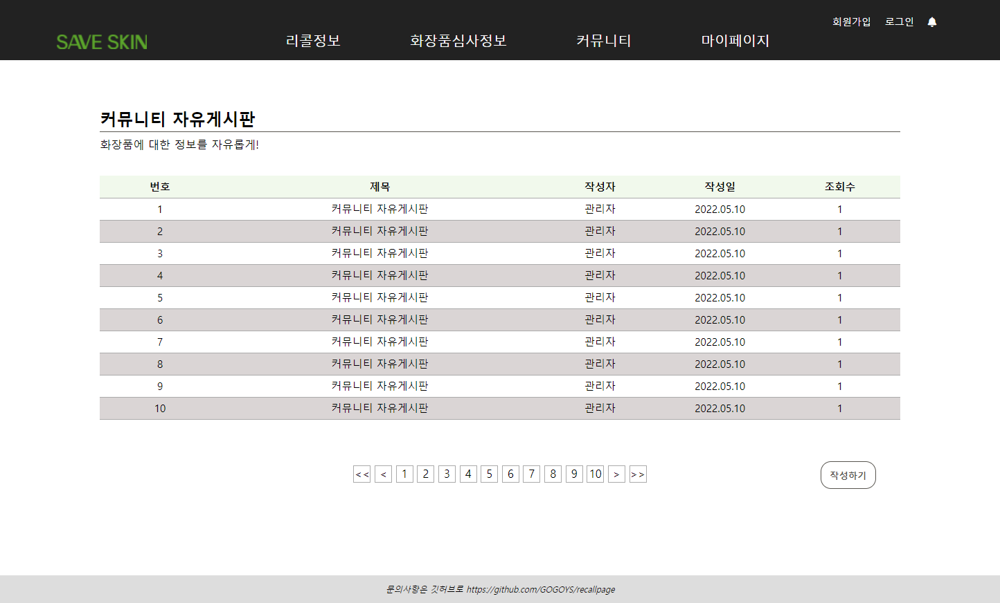 회원가입 로그인
SAVE SKIN 리콜정보 화장품심사정보 커뮤니티 마이페이지
커뮤니티 자유게시판
화장품에 대한 정보를 자유롭게!
번호 제목 작성자 작성일 조회수
1 커뮤니티 자유게시판 관리자 2022.05.10 1
2 커뮤니티 자유게시판 관리자 2022.05.10 1
3 커뮤니티 자유게시판 관리자 2022.05.10 1
4 커뮤니티 자유게시판 관리자 2022.05.10 1
5 커뮤니티 자유게시판 관리자 2022.05.10 1
6 커뮤니티 자유게시판 관리자 2022.05.10 1
7 커뮤니티 자유게시판 관리자 2022.05.10 1
8 커뮤니티 자유게시판 관리자 2022.05.10 1
9 커뮤니티 자유게시판 관리자 2022.05.10 1
10 커뮤니티 자유게시판 관리자 2022.05.10 1
<< < 1 2 3 4 5 6 7 8 9 10 > >> 작성하기
문의사항은 깃허브로 https://github.com/GOGOYS/recallpage